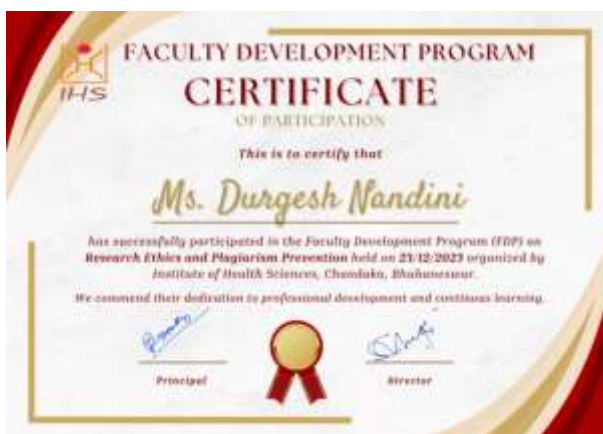 FACULTY DEVELOPMENT PROGRAM
IHS
CERTIFICATE
OF PARTICIPATION
This is to certify that
Ms. Durgesh Nandini
has successfully participated in the Faculty Development Program (FDP) on
Research Ethics and Plagiarism Prevention held on 23/12/2023 organized by
Institute of Health Sciences, Chandaka, Bhubaneswar.
We commend their dedication to professional development and continuous learning.
Principal
Director